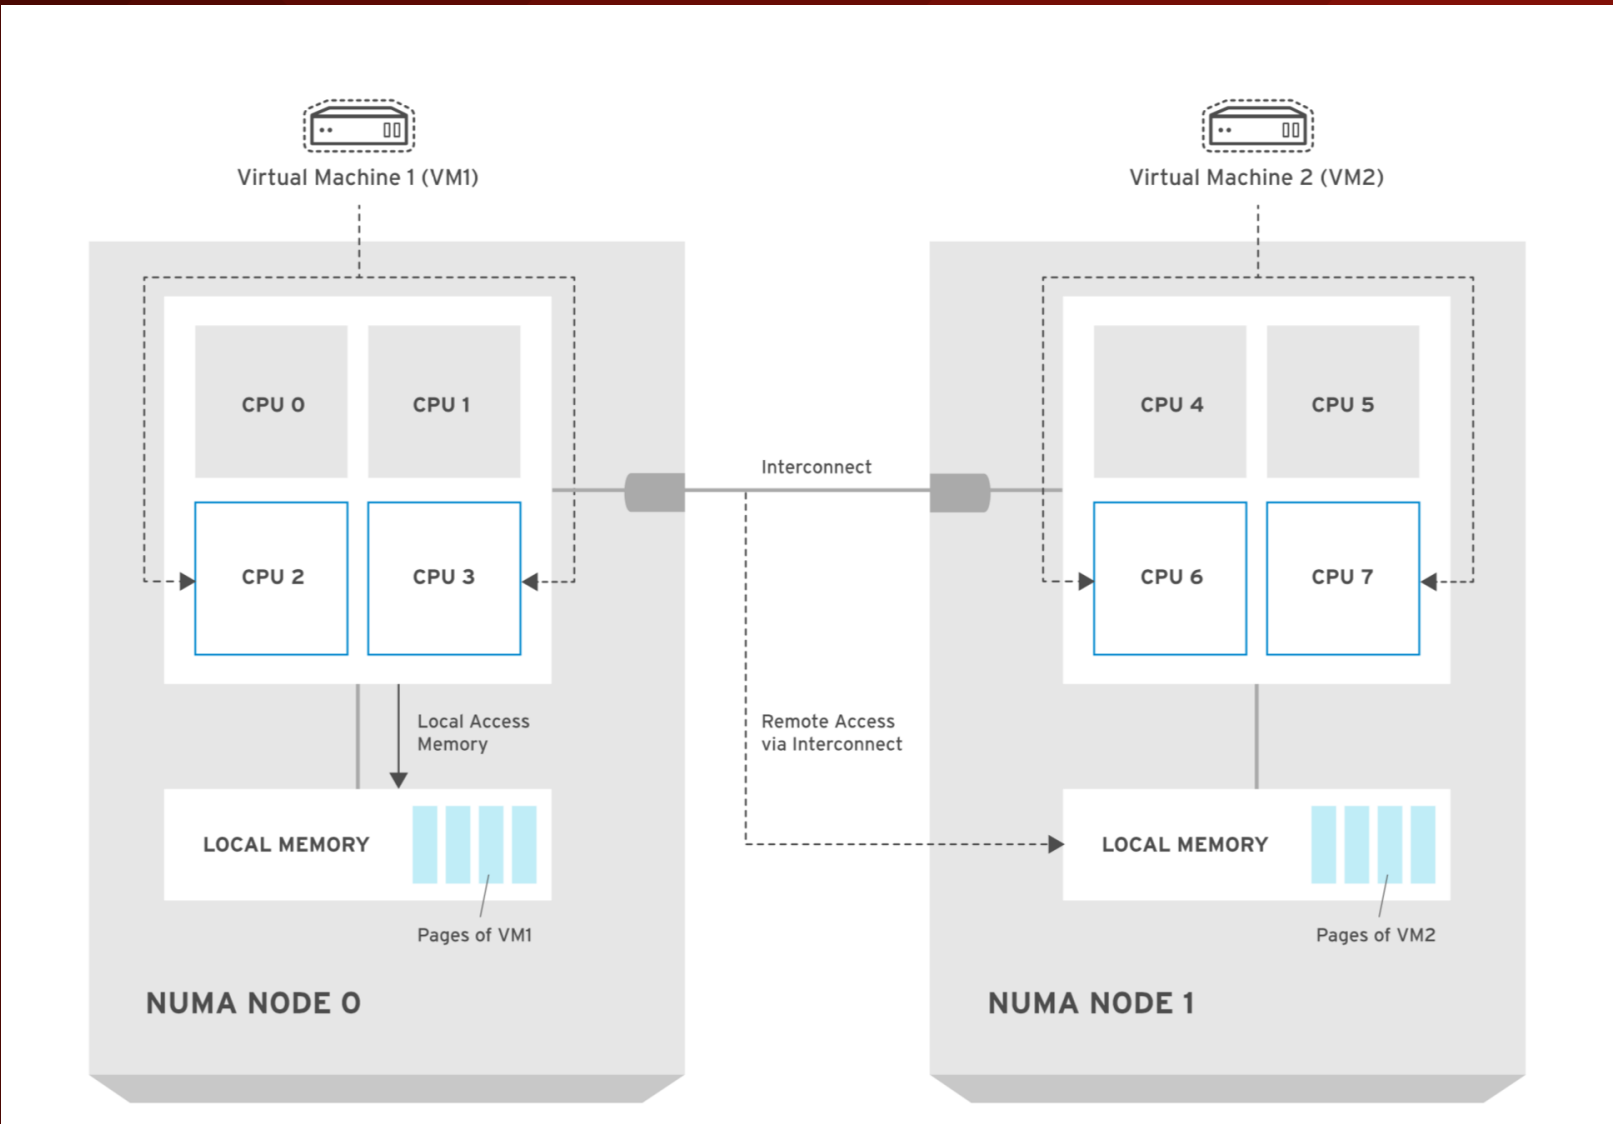 Virtual Machine 1 (VM1)
Virtual Machine 2 (VM2)
CPU 0
CPU 1
CPU 2
CPU 3
Local Access
Memory
LOCAL MEMORY
Pages of VM1
NUMA NODE 0
Interconnect
Remote Access
via Interconnect
CPU 4
CPU 5
CPU 6
CPU 7
LOCAL MEMORY
Pages of VM2
NUMA NODE 1